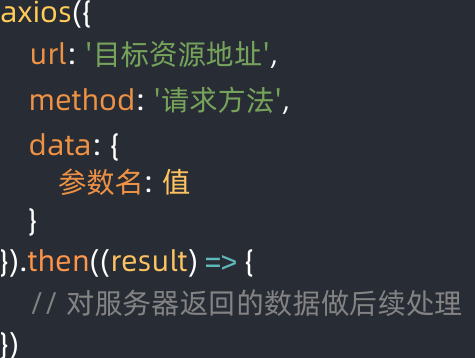 axios({
url: '目标资源地址',
method: '请求方法',
data: {
参数名: 值
}
}).then((result) => {
// 对服务器返回的数据做后续处理
})